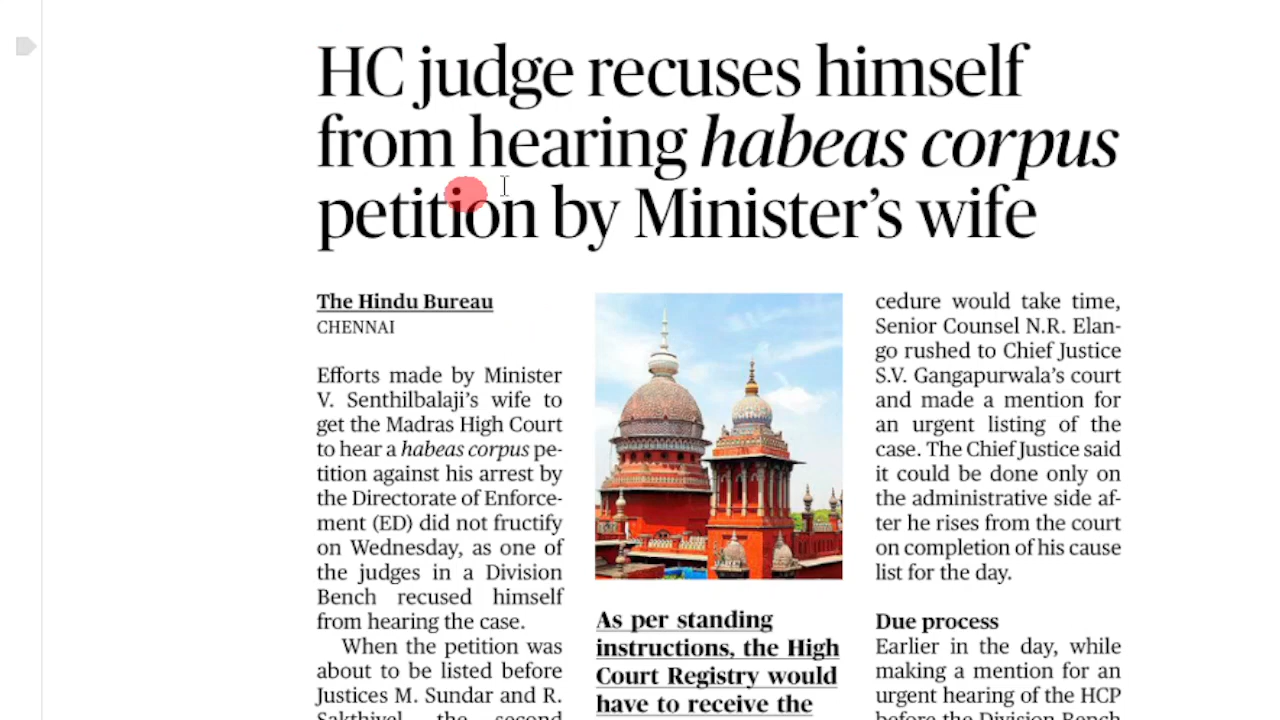 HC judge recuses himself
from hearing habeas corpus
petition by Minister's wife
The Hindu Bureau
CHENNAI
Efforts made by Minister
V. Senthilbalaji's wife to
get the Madras High Court
to hear a habeas corpus pe-
tition against his arrest by
the Directorate of Enforce-
ment (ED) did not fructify
on Wednesday, as one of
the judges in a Division
Bench recused himself
from hearing the case.
When the petition was
about to be listed before
Justices M. Sundar and R.
Sakthivel, the second
As per standing
instructions, the High
Court Registry would
have to receive the
cedure would take time,
Senior Counsel N.R. Elan-
go rushed to Chief Justice
S.V. Gangapurwala's court
and made a mention for
an urgent listing of the
case. The Chief Justice said
it could be done only on
the administrative side af-
ter he rises from the court
on completion of his cause
list for the day.
Due process
Earlier in the day, while
making a mention for an
urgent hearing of the HCP
before the Division Bench